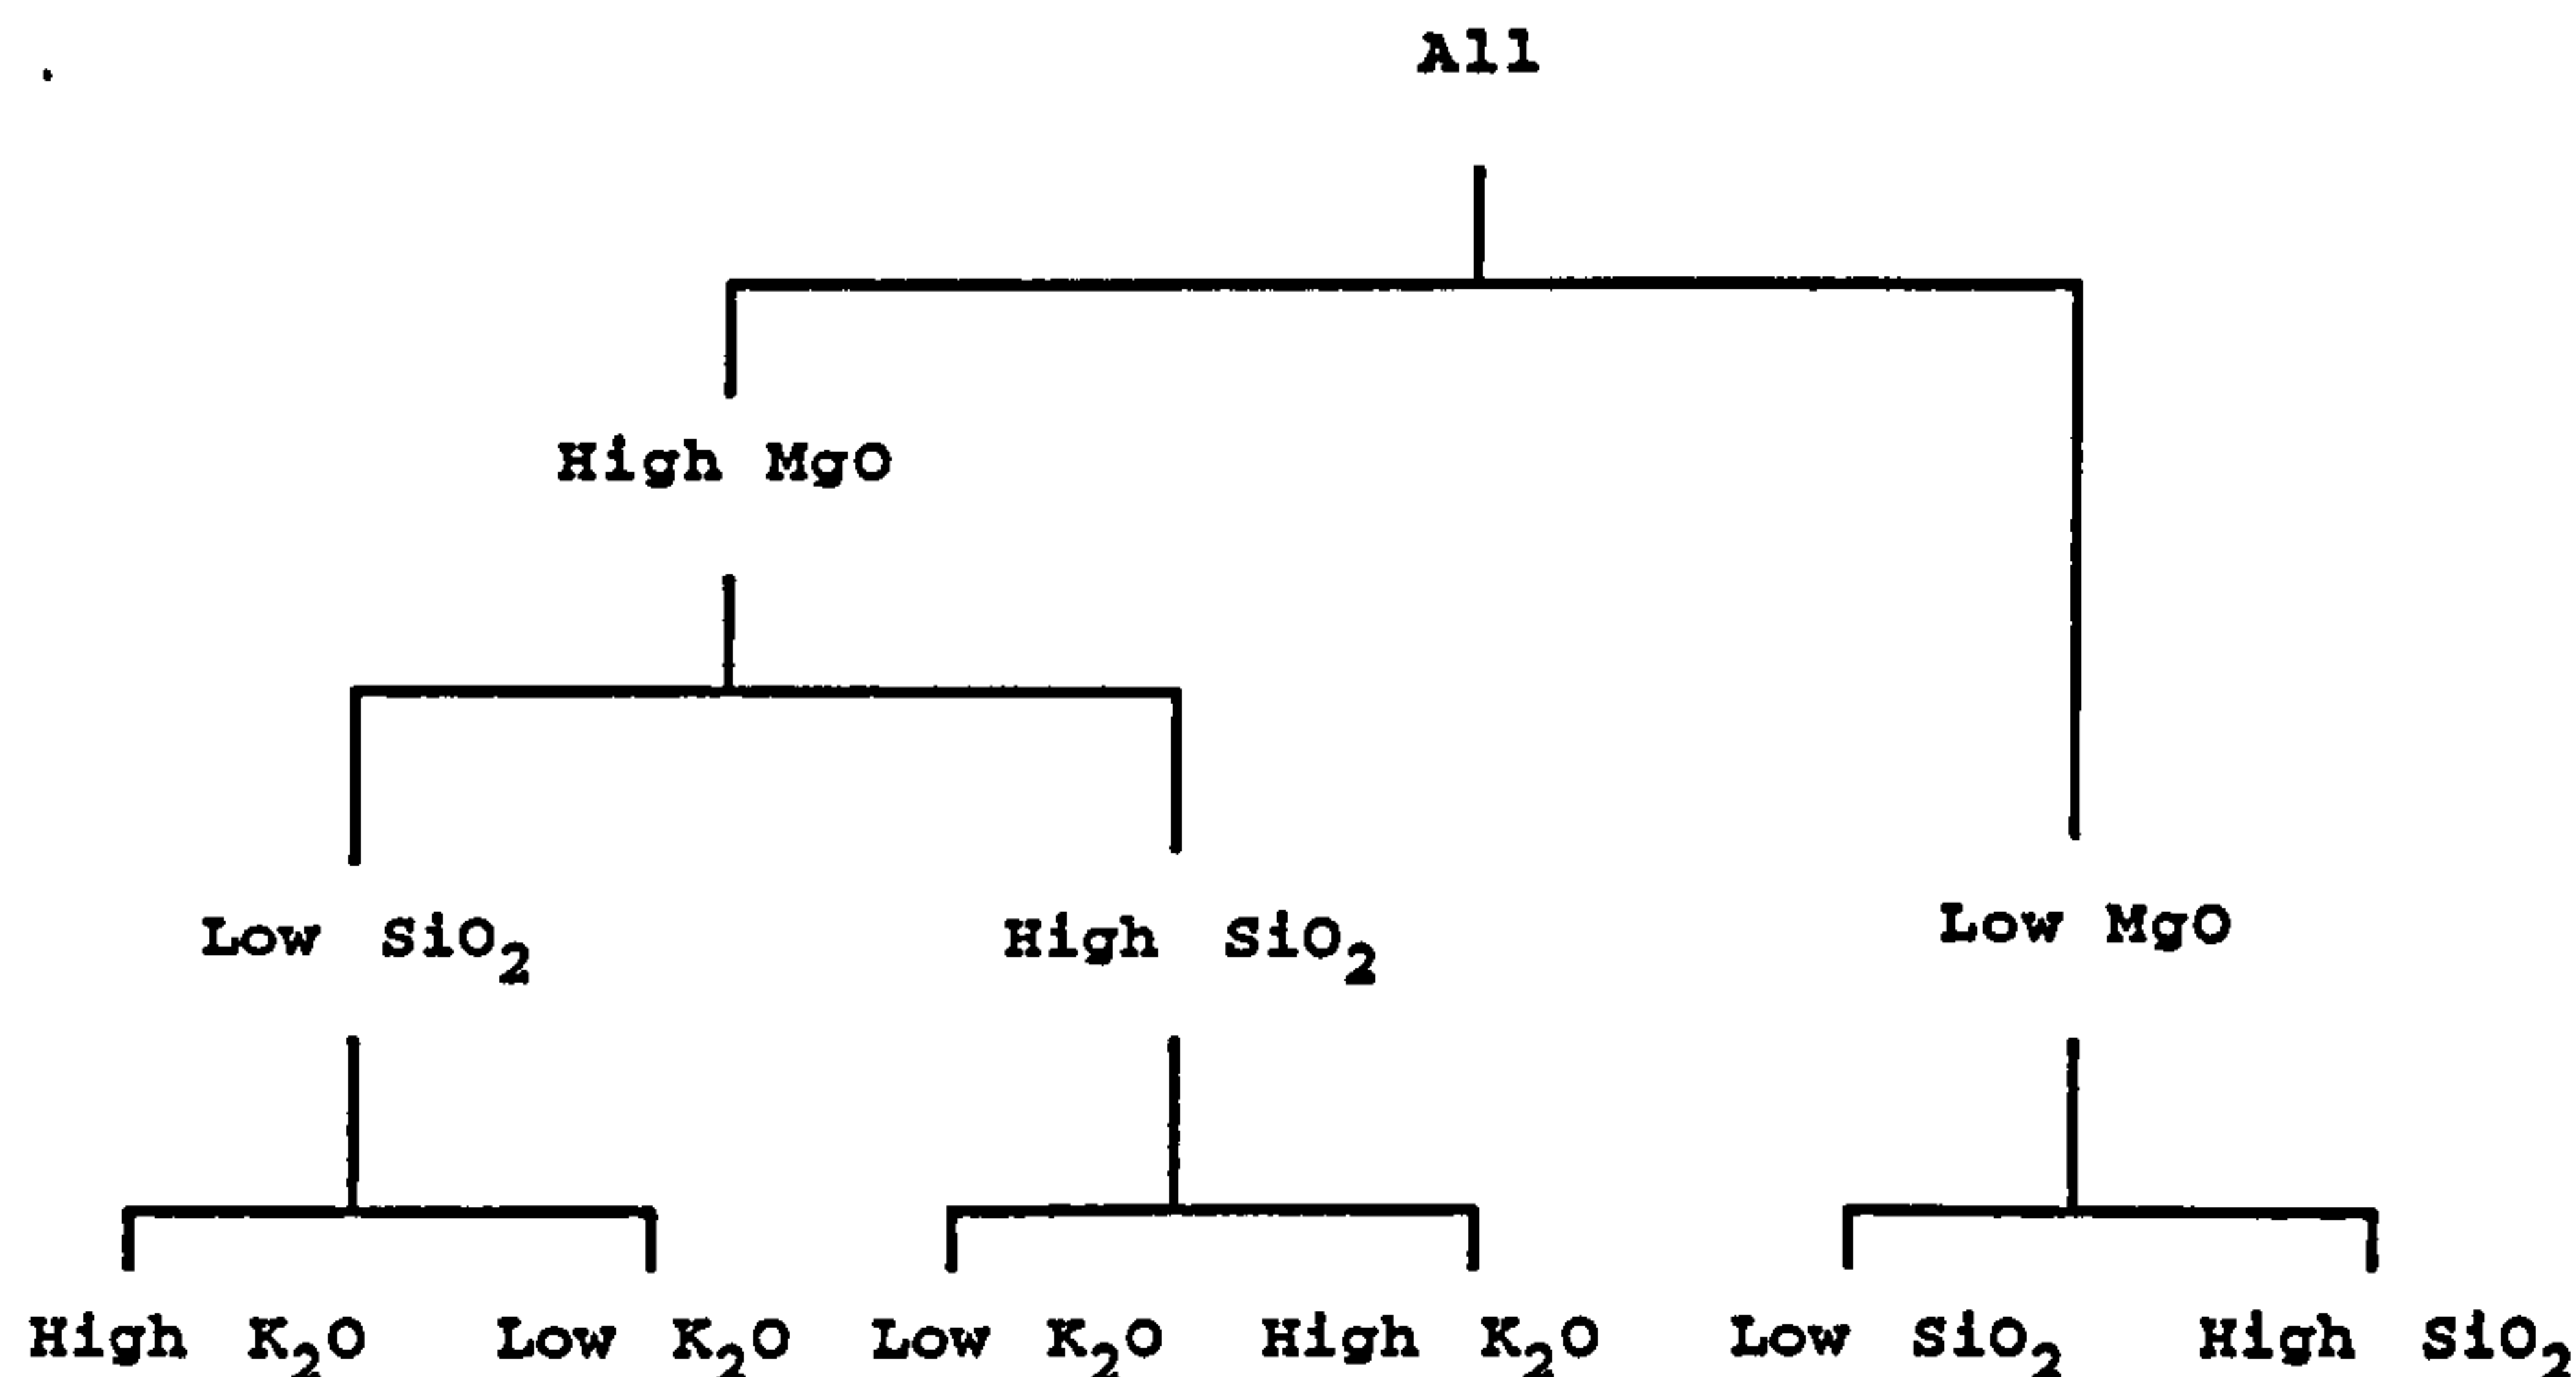 All
High MgO
Low SiO₂ High SiO₂ Low MgO
High K₂O Low K₂O Low K₂O High K₂O Low SiO₂ High SiO₂